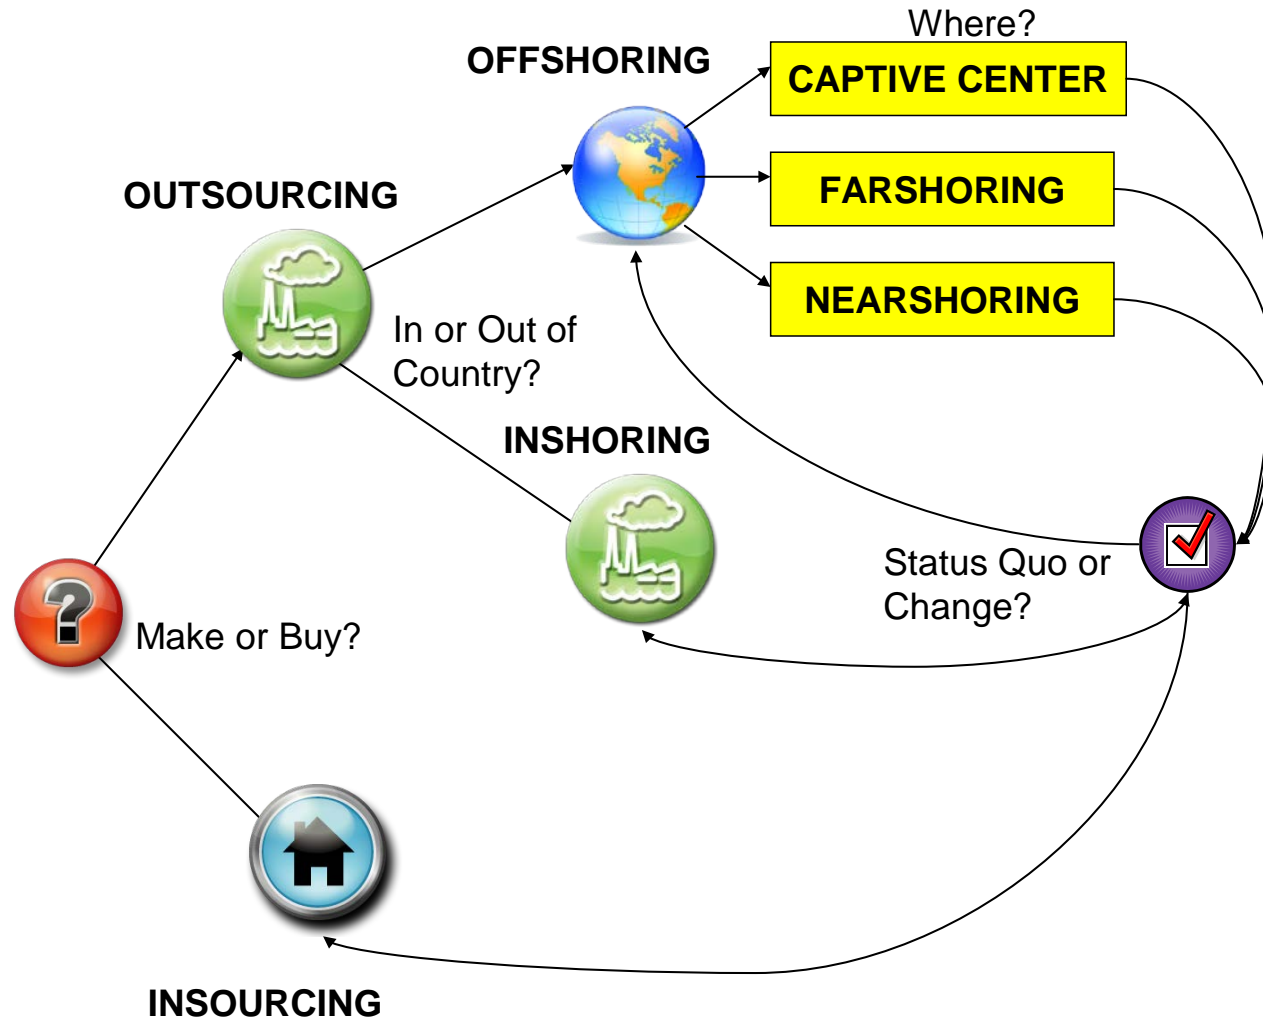 Where?
OFFSHORING
CAPTIVE CENTER
OUTSOURCING
FARSHORING
NEARSHORING
In or Out of
Country?
INSHORING
Status Quo or
Change?
?
Make or Buy?
INSOURCING